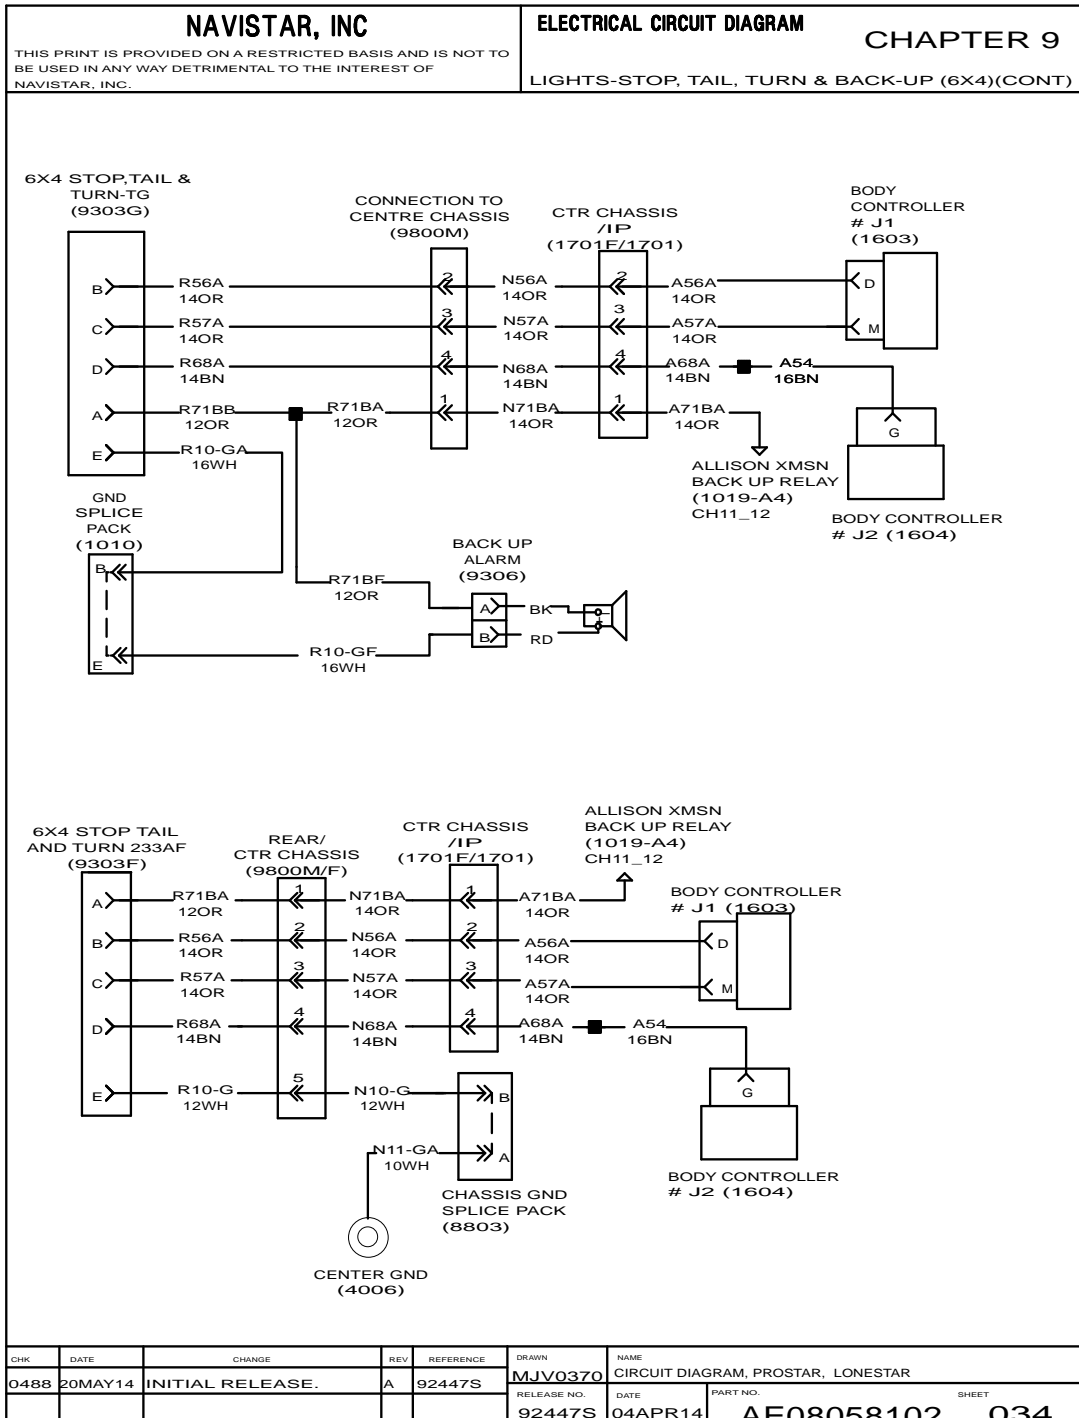 NAVISTAR, INC
THIS PRINT IS PROVIDED ON A RESTRICTED BASIS AND IS NOT TO
BE USED IN ANY WAY DETRIMENTAL TO THE INTEREST OF
NAVISTAR, INC.
ELECTRICAL CIRCUIT DIAGRAM
CHAPTER 9
LIGHTS-STOP, TAIL, TURN & BACK-UP (6X4)(CONT)
6X4 STOP,TAIL &
TURN-TG
(9303G)
CONNECTION TO
CENTRE CHASSIS
(9800M)
CTR CHASSIS
/IP
(1701F/1701)
BODY
CONTROLLER
# J1
(1603)
B R56A 2 N56A 2 A56A D
14OR 14OR 14OR
C R57A 3 N57A 3 A57A M
14OR 14OR 14OR
D R68A 4 N68A 4 A68A A54
14BN 14BN 14BN 16BN
A R71BB R71BA 1 N71BA 1 A71BA
12OR 12OR 14OR 14OR
G
E R10-GA
16WH
ALLISON XMSN
BACK UP RELAY
(1019-A4)
CH11_12
BODY CONTROLLER
# J2 (1604)
GND
SPLICE
PACK
(1010)
B
E
BACK UP
ALARM
(9306)
R71BF
12OR
A BK
B RD
R10-GF
16WH
6X4 STOP TAIL
AND TURN 233AF
(9303F)
REAR/
CTR CHASSIS
(9800M/F)
CTR CHASSIS
/IP
(1701F/1701)
ALLISON XMSN
BACK UP RELAY
(1019-A4)
CH11_12
BODY CONTROLLER
# J1 (1603)
A R71BA 1 N71BA 1 A71BA
12OR 14OR 14OR
B R56A 2 N56A 2 A56A D
14OR 14OR 14OR
C R57A 3 N57A 3 A57A M
14OR 14OR 14OR
D R68A 4 N68A 4 A68A A54
14BN 14BN 14BN 16BN
E R10-G 5 N10-G B
12WH 12WH
G
N11-GA A
10WH
BODY CONTROLLER
# J2 (1604)
CHASSIS GND
SPLICE PACK
(8803)
CENTER GND
(4006)
CHK DATE CHANGE REV REFERENCE
0488 20MAY14 INITIAL RELEASE. A 92447S
DRAWN
MJV0370
NAME
CIRCUIT DIAGRAM, PROSTAR, LONESTAR
RELEASE NO. DATE PART NO. SHEET
92447S 04APR14 AE08058102 034